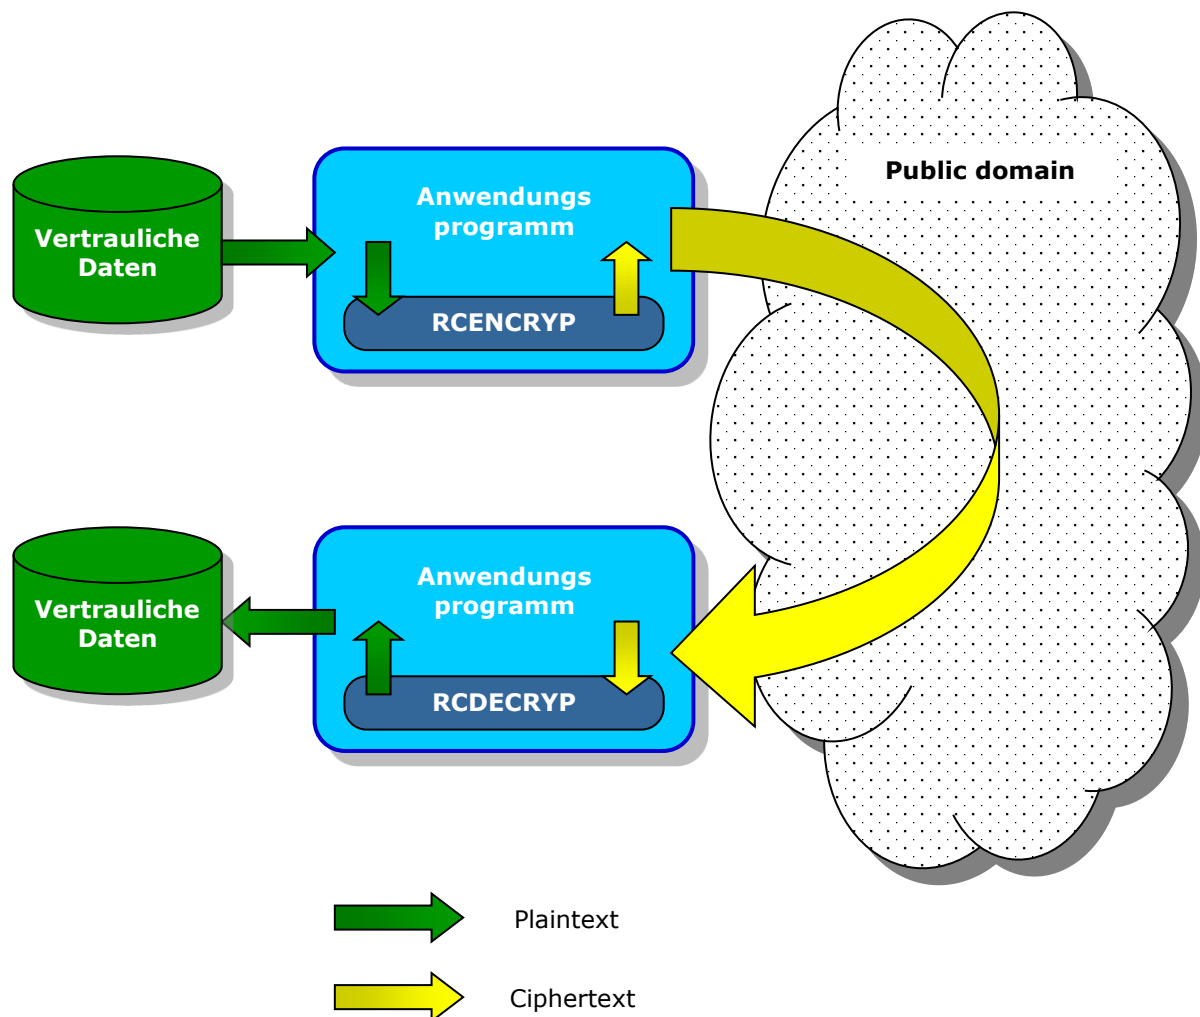 Public domain
Vertrauliche
Daten
Anwendungs
programm
RCENCRYP
Vertrauliche
Daten
Anwendungs
programm
RCDECRYP
Plaintext
Ciphertext